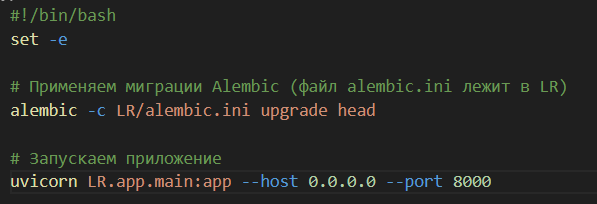 #!/bin/bash
set -e
# Применяем миграции Alembic (файл alembic.ini лежит в LR)
alembic -c LR/alembic.ini upgrade head
# Запускаем приложение
uvicorn LR.app.main:app --host 0.0.0.0 --port 8000